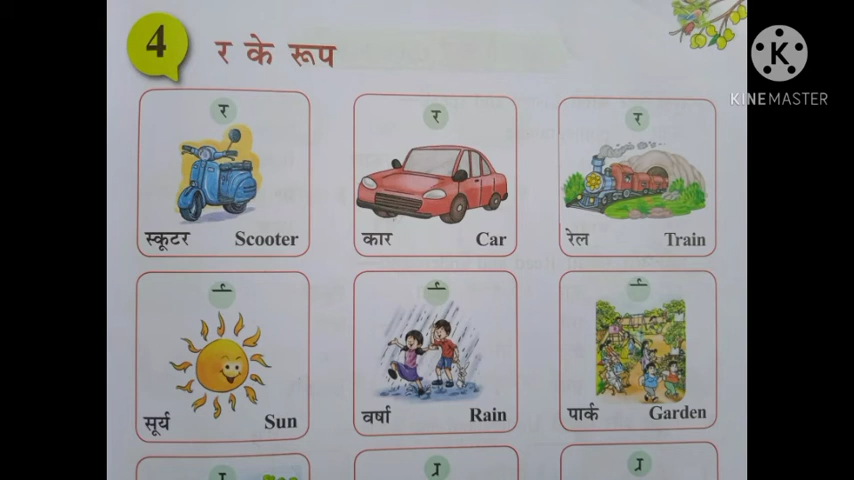 4 र के रूप
K
KINEMASTER
र र र
स्कूटर Scooter कार Car रेल Train
सूर्य Sun वर्षा Rain पार्क Garden